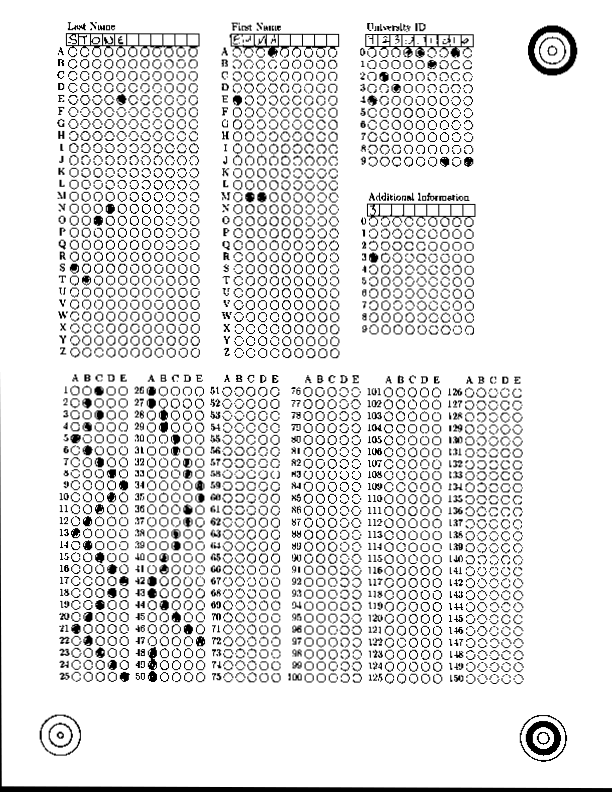 Last Name First Name University ID
STONE EMMA
A A 0
B B 1
C C 2
D D 3
E E 4
F F 5
G G 6
H H 7
I I 8
J J 9
K K
L L
M M Additional Information
N N 3
O O 0
P P 1
Q Q 2
R R 3
S S 4
T T 5
U U 6
V V 7
W W 8
X X 9
Y Y
Z Z
A B C D E A B C D E A B C D E A B C D E A B C D E A B C D E
1 26 51 76 101 126
2 27 52 77 102 127
3 28 53 78 103 128
4 29 54 79 104 129
5 30 55 80 105 130
6 31 56 81 106 131
7 32 57 82 107 132
8 33 58 83 108 133
9 34 59 84 109 134
10 35 60 85 110 135
11 36 61 86 111 136
12 37 62 87 112 137
13 38 63 88 113 138
14 39 64 89 114 139
15 40 65 90 115 140
16 41 66 91 116 141
17 42 67 92 117 142
18 43 68 93 118 143
19 44 69 94 119 144
20 45 70 95 120 145
21 46 71 96 121 146
22 47 72 97 122 147
23 48 73 98 123 148
24 49 74 99 124 149
25 50 75 100 125 150